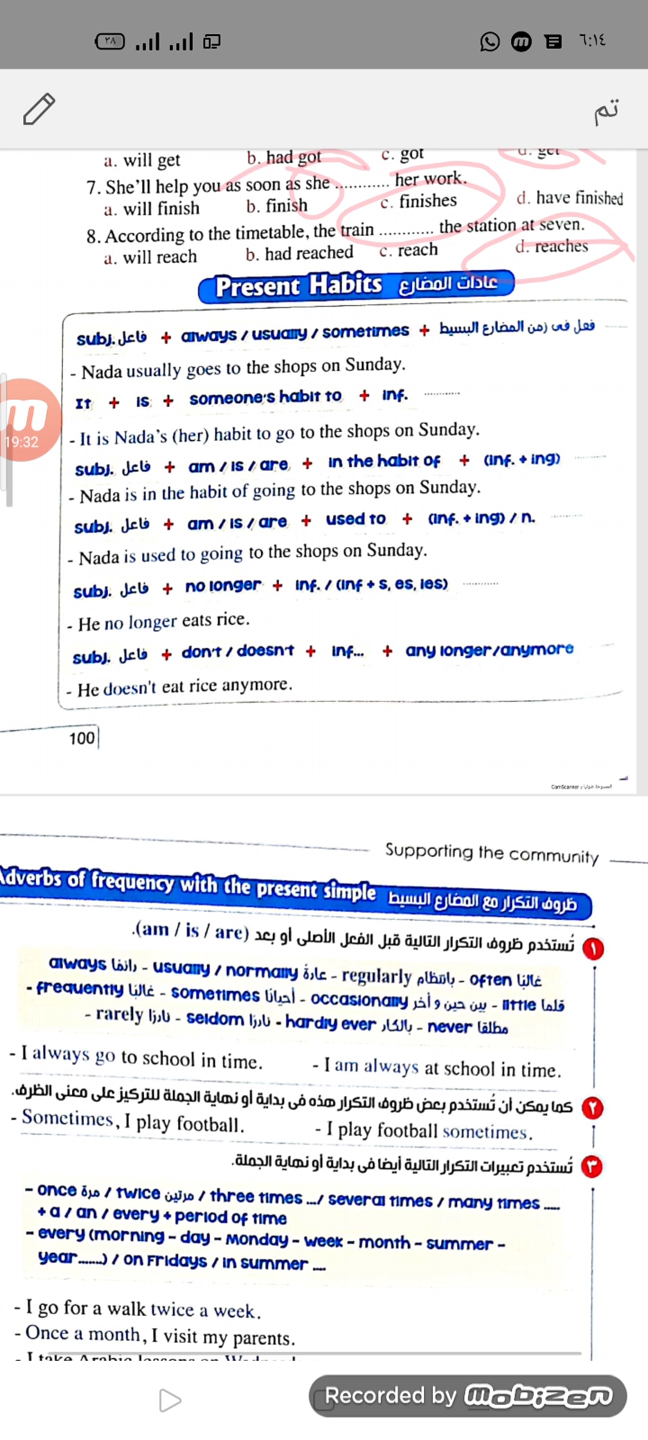 ٢٨
٦:١٤
تم
a. will get b. had got c. got d. get
7. She'll help you as soon as she ............ her work.
a. will finish b. finish c. finishes d. have finished
8. According to the timetable, the train ............ the station at seven.
a. will reach b. had reached c. reach d. reaches
Present Habits عادات المضارع
subj. فاعل + always / usually / sometimes + فعل فى زمن المضارع البسيط
- Nada usually goes to the shops on Sunday.
It + is + someone's habit to + inf. ............
- It is Nada's (her) habit to go to the shops on Sunday.
subj. فاعل + am / is / are + in the habit of + (inf. + ing) ............
- Nada is in the habit of going to the shops on Sunday.
subj. فاعل + am / is / are + used to + (inf. + ing) / n. ............
- Nada is used to going to the shops on Sunday.
subj. فاعل + no longer + inf. / (inf + s, es, ies) ............
- He no longer eats rice.
subj. فاعل + don't / doesn't + inf... + any longer/anymore
- He doesn't eat rice anymore.
100
CamScanner
m
19:32
Supporting the community
Adverbs of frequency with the present simple ظروف التكرار مع المضارع البسيط
١ تُستخدم ظروف التكرار التالية قبل الفعل الأصلى أو بعد (am / is / are).
always دائما - usually / normally عادة - regularly بانتظام - often غالبا
- frequently غالبا - sometimes أحيانا - occasionally بين حين وأخر - little قلما
- rarely نادرا - seldom نادرا - hardly ever بالكاد - never مطلقا
- I always go to school in time. - I am always at school in time.
٢ كما يمكن أن تُستخدم بعض ظروف التكرار هذه فى بداية أو نهاية الجملة للتركيز على معنى الظرف.
- Sometimes, I play football. - I play football sometimes.
٣ تُستخدم تعبيرات التكرار التالية أيضا فى بداية أو نهاية الجملة.
- once مرة / twice مرتين / three times .../ several times / many times .....
+ a / an / every + period of time
- every (morning - day - Monday - week - month - summer -
year.......) / on Fridays / in summer ....
- I go for a walk twice a week.
- Once a month, I visit my parents.
- I take Arabic lessons on
Recorded by mobizen